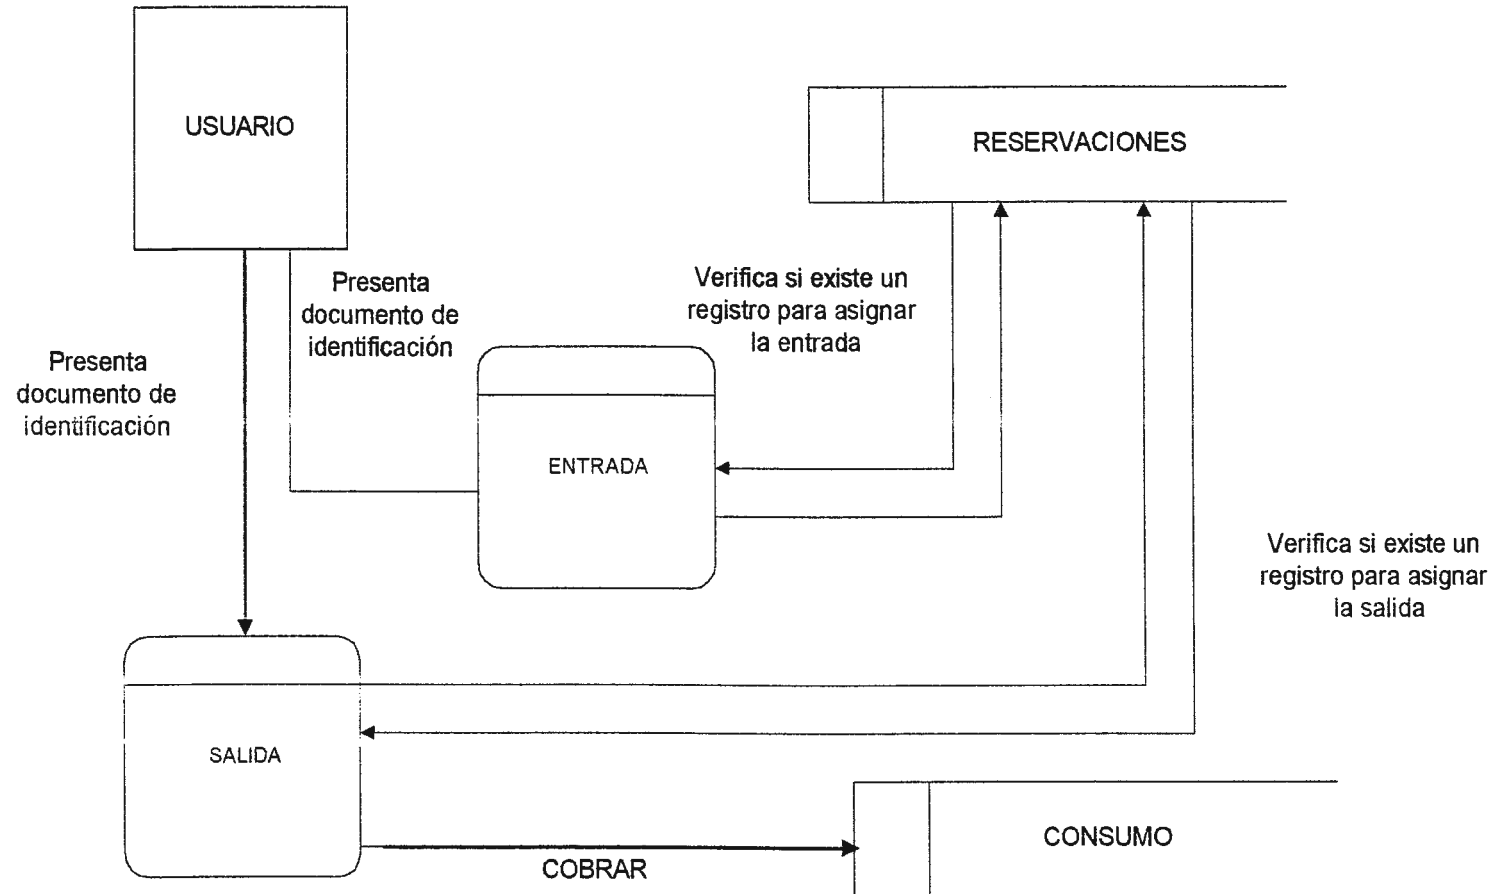 USUARIO
RESERVACIONES
Presenta
documento de
identificación
Verifica si existe un
registro para asignar
la entrada
Presenta
documento de
identificación
ENTRADA
Verifica si existe un
registro para asignar
la salida
SALIDA
CONSUMO
COBRAR